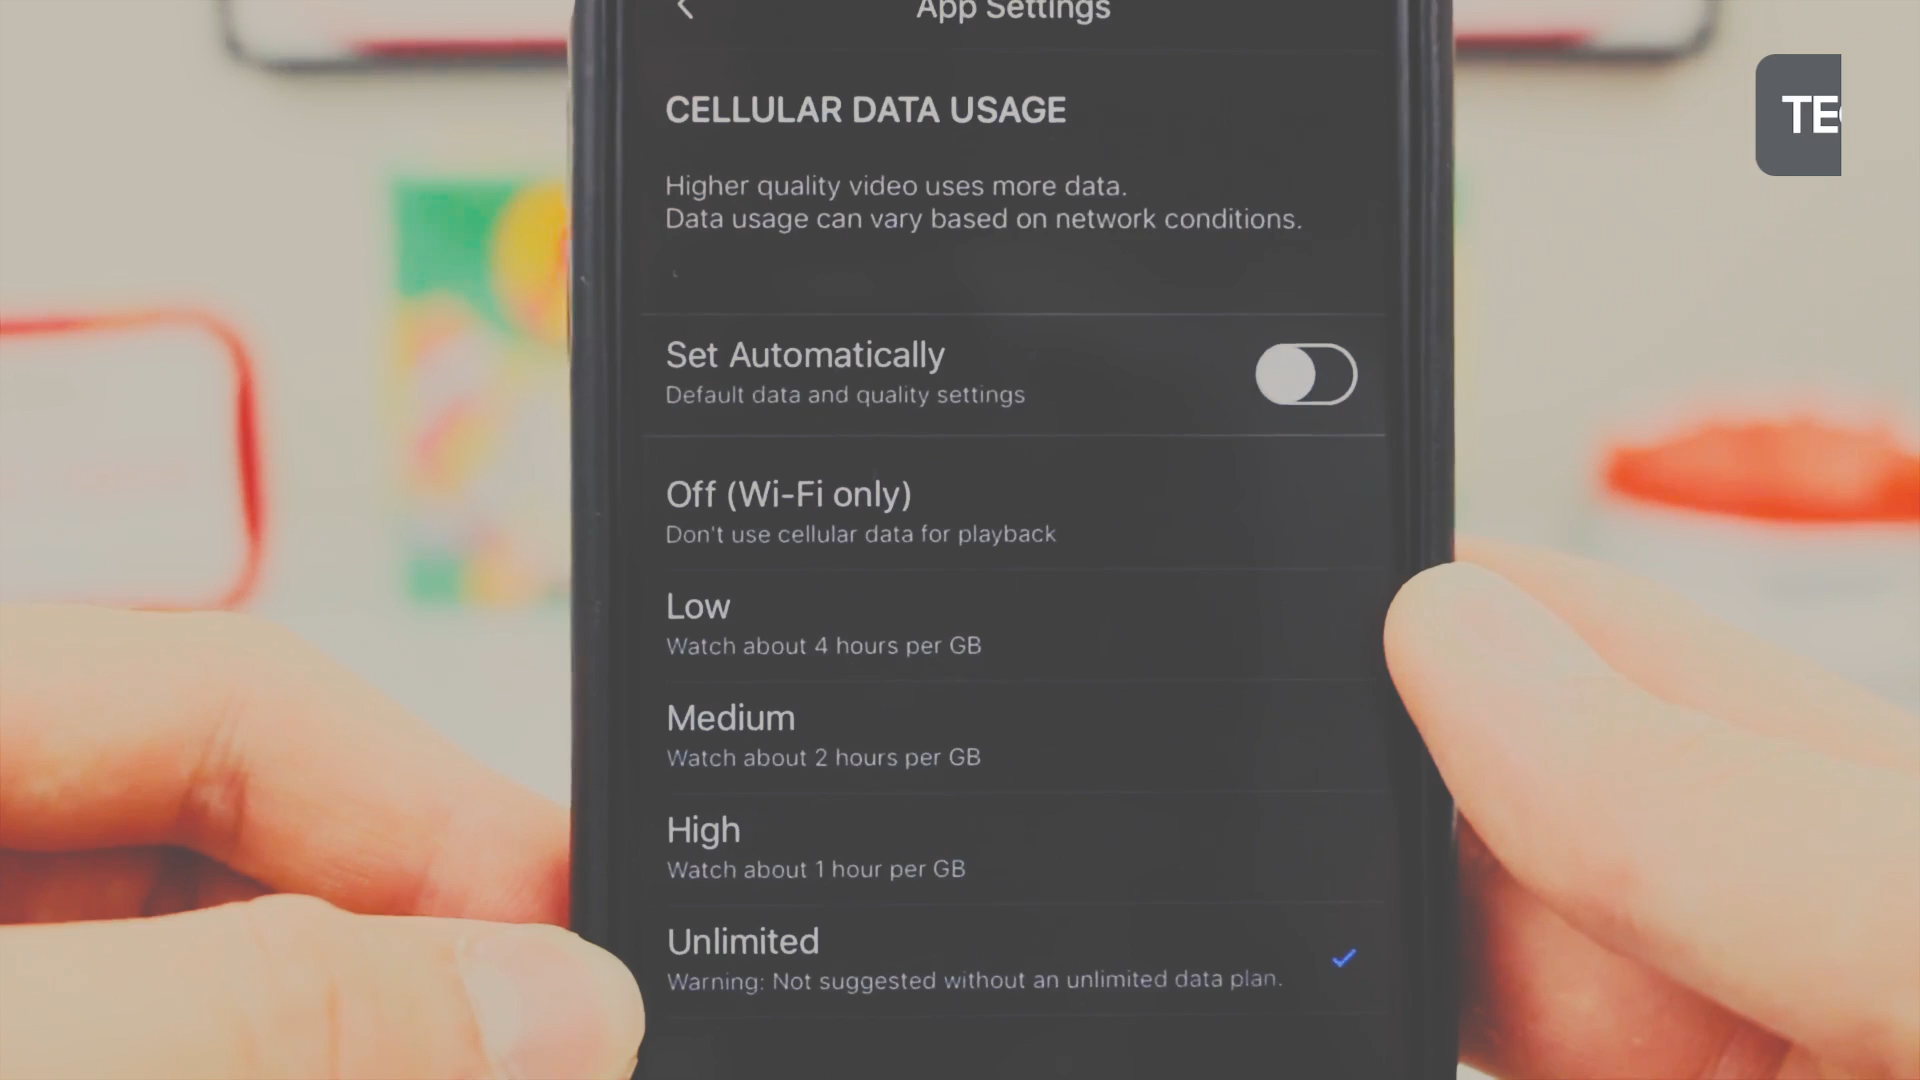 App Settings
TE
CELLULAR DATA USAGE
Higher quality video uses more data.
Data usage can vary based on network conditions.
Set Automatically
Default data and quality settings
Off (Wi-Fi only)
Don't use cellular data for playback
Low
Watch about 4 hours per GB
Medium
Watch about 2 hours per GB
High
Watch about 1 hour per GB
Unlimited
Warning: Not suggested without an unlimited data plan.